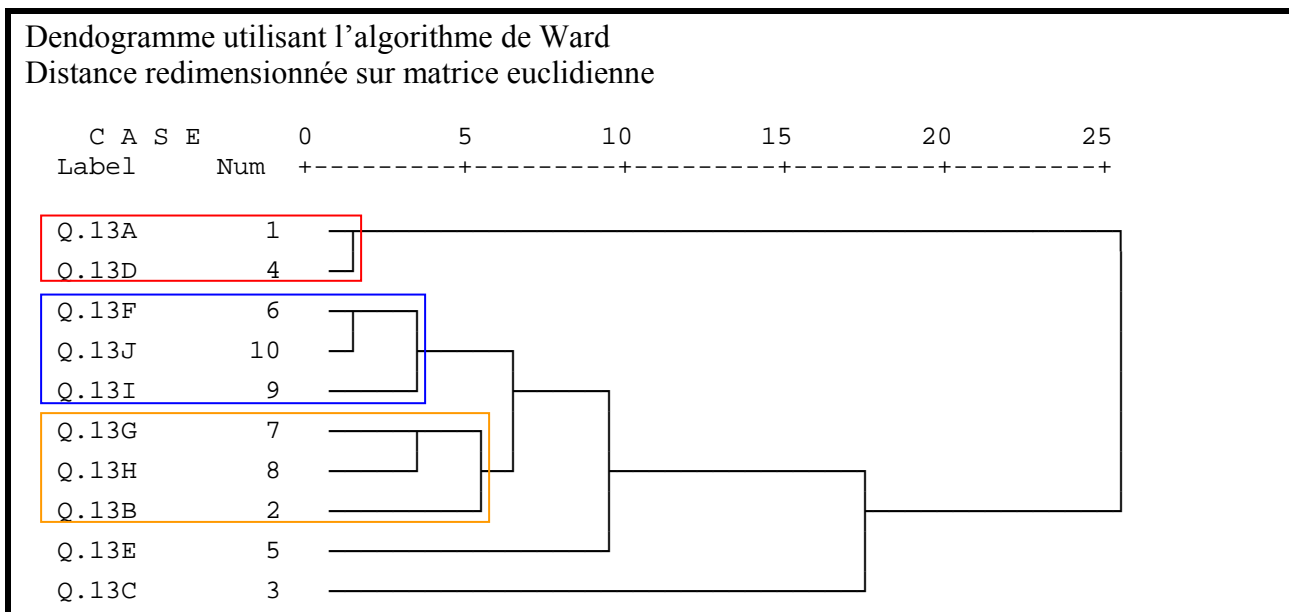 Dendogramme utilisant l’algorithme de Ward
Distance redimensionnée sur matrice euclidienne
C A S E 0 5 10 15 20 25
Label Num +---------+---------+---------+---------+---------+
Q.13A 1
Q.13D 4
Q.13F 6
Q.13J 10
Q.13I 9
Q.13G 7
Q.13H 8
Q.13B 2
Q.13E 5
Q.13C 3